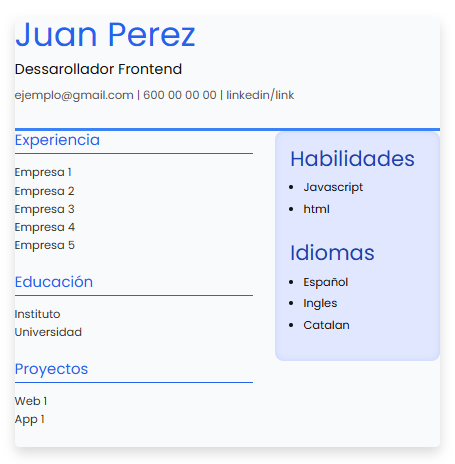 Juan Perez
Dessarollador Frontend
ejemplo@gmail.com | 600 00 00 00 | linkedin/link
Experiencia
Empresa 1
Empresa 2
Empresa 3
Empresa 4
Empresa 5
Educación
Instituto
Universidad
Proyectos
Web 1
App 1
Habilidades
Javascript
html
Idiomas
Español
Ingles
Catalan